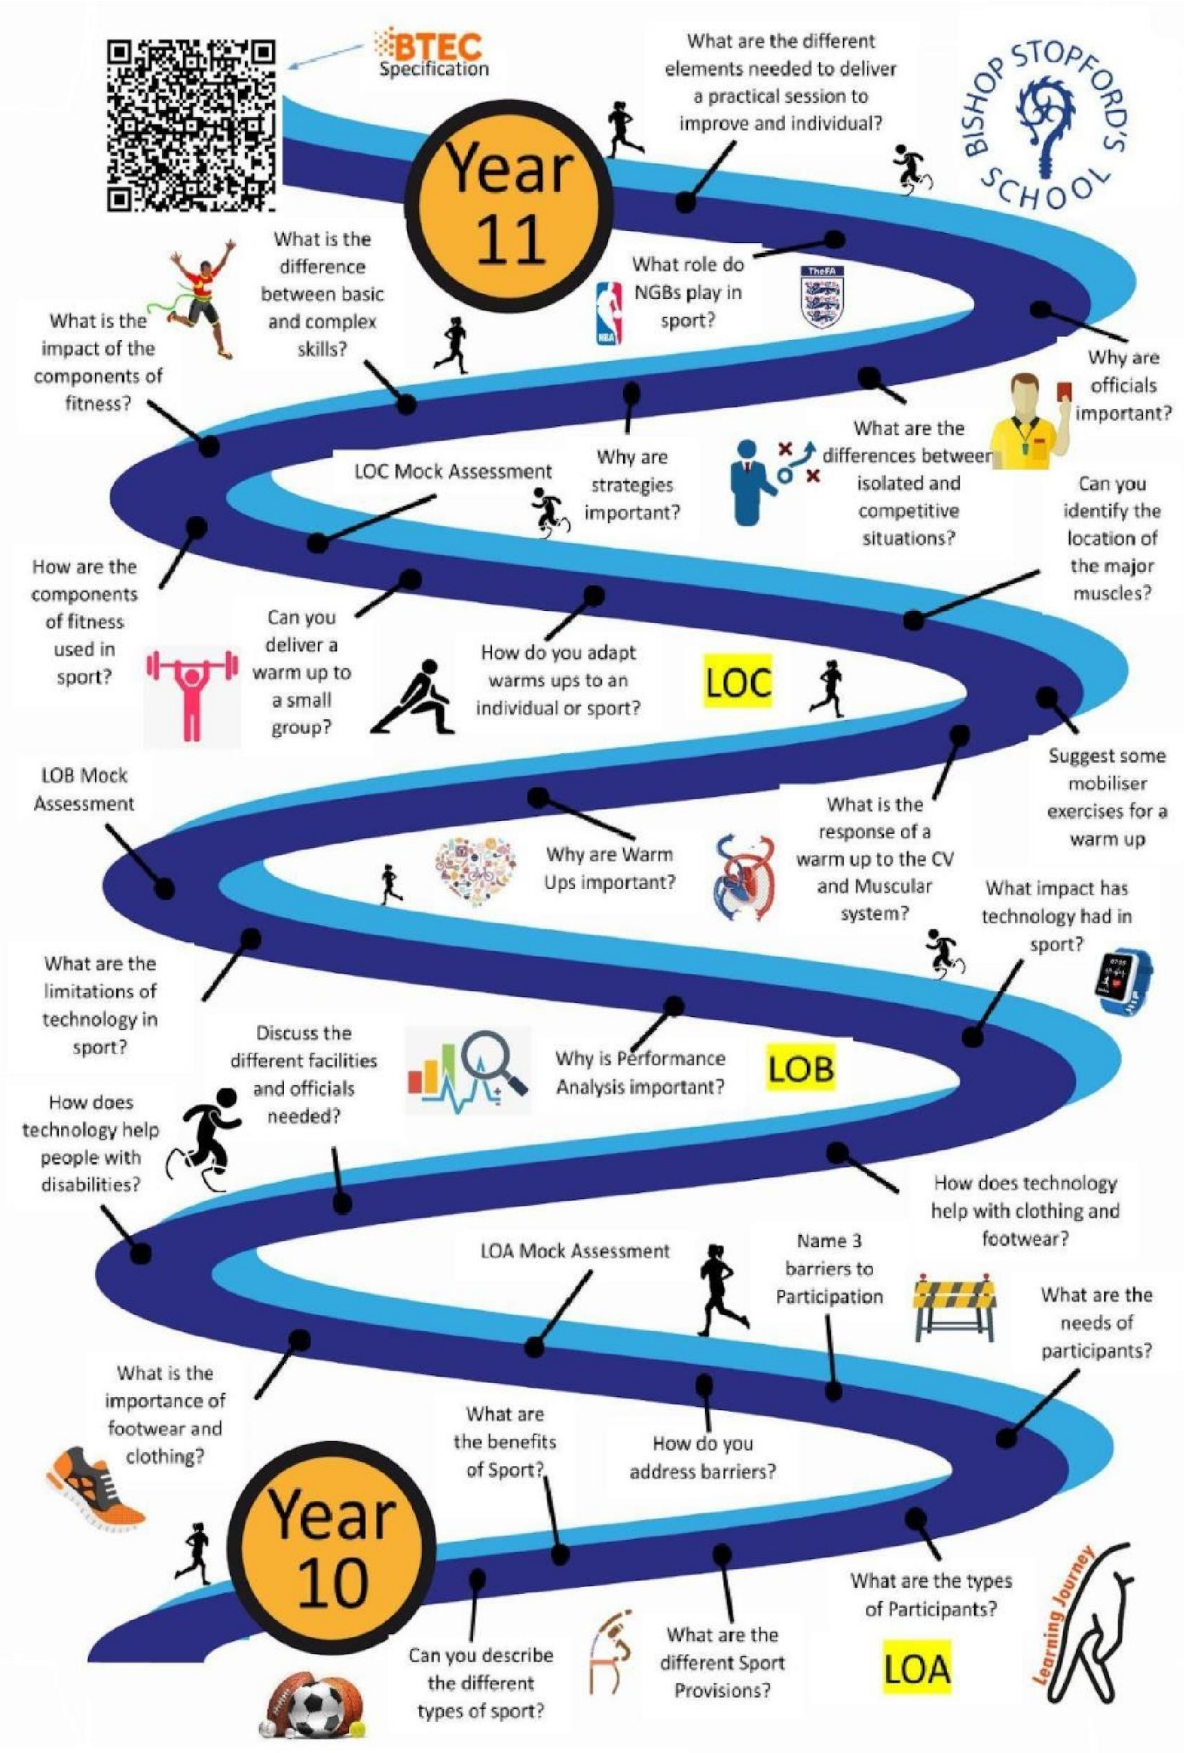 BTEC
Specification
What are the different
elements needed to deliver
a practical session to
improve and individual?
BISHOP STOPFORD'S
SCHOOL
Year
11
What is the
difference
between basic
and complex
skills?
What role do
NGBs play in
sport?
NBA
TheFA
What is the
impact of the
components of
fitness?
Why are
officials
important?
LOC Mock Assessment
Why are
strategies
important?
What are the
differences between
isolated and
competitive
situations?
Can you
identify the
location of
the major
muscles?
How are the
components
of fitness
used in
sport?
Can you
deliver a
warm up to
a small
group?
How do you adapt
warms ups to an
individual or sport?
LOC
Suggest some
mobiliser
exercises for a
warm up
LOB Mock
Assessment
Why are Warm
Ups important?
What is the
response of a
warm up to the CV
and Muscular
system?
What impact has
technology had in
sport?
What are the
limitations of
technology in
sport?
Discuss the
different facilities
and officials
needed?
Why is Performance
Analysis important?
LOB
How does
technology help
people with
disabilities?
How does technology
help with clothing and
footwear?
LOA Mock Assessment
Name 3
barriers to
Participation
What are the
needs of
participants?
What is the
importance of
footwear and
clothing?
What are
the benefits
of Sport?
How do you
address barriers?
Year
10
Can you describe
the different
types of sport?
What are the
different Sport
Provisions?
What are the types
of Participants?
LOA
Learning Journey